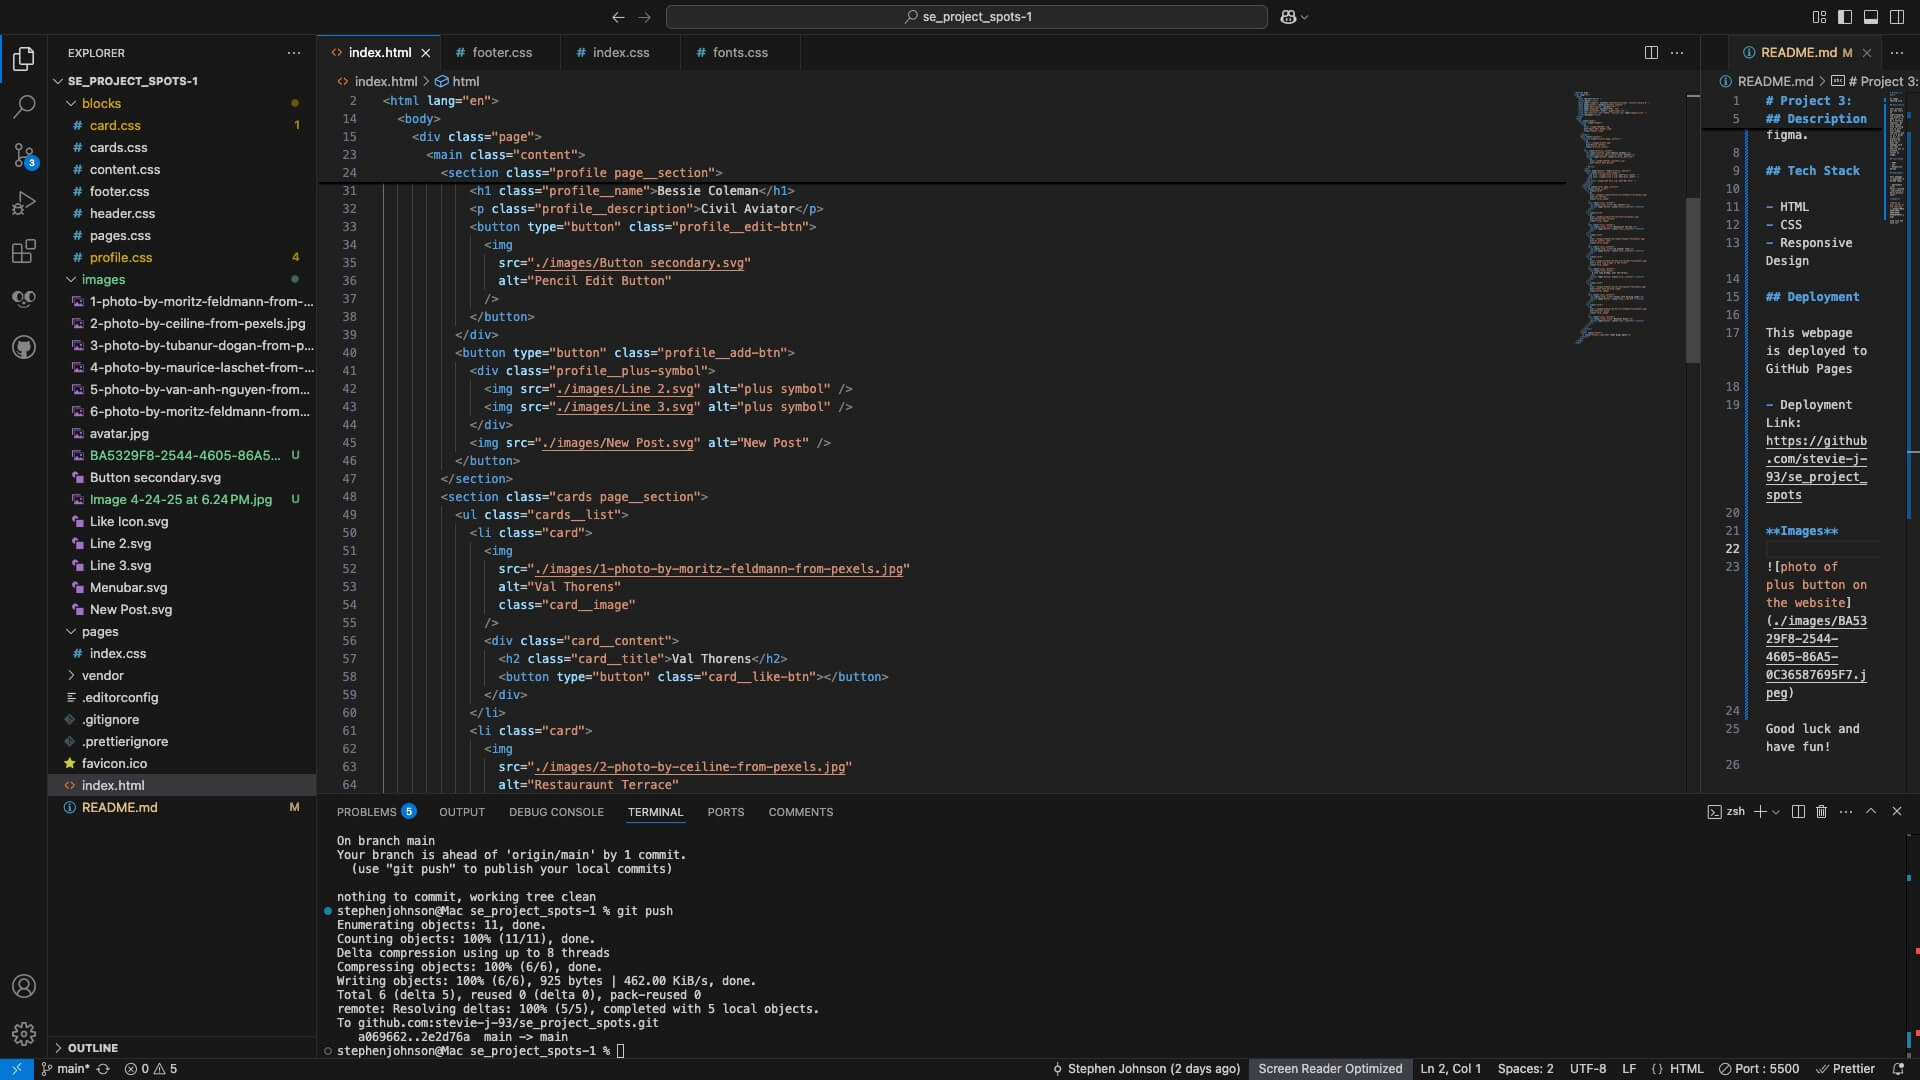 se_project_spots-1
EXPLORER
SE_PROJECT_SPOTS-1
blocks
# card.css 1
# cards.css
# content.css
# footer.css
# header.css
# pages.css
# profile.css 4
images
1-photo-by-moritz-feldmann-from-...
2-photo-by-ceiline-from-pexels.jpg
3-photo-by-tubanur-dogan-from-p...
4-photo-by-maurice-laschet-from-...
5-photo-by-van-anh-nguyen-from...
6-photo-by-moritz-feldmann-from...
avatar.jpg
BA5329F8-2544-4605-86A5... U
Button secondary.svg
Image 4-24-25 at 6.24 PM.jpg U
Like Icon.svg
Line 2.svg
Line 3.svg
Menubar.svg
New Post.svg
pages
# index.css
vendor
.editorconfig
.gitignore
.prettierignore
favicon.ico
index.html
README.md M
OUTLINE
3
index.html
# footer.css
# index.css
# fonts.css
index.html > html
2 <html lang="en">
14 <body>
15 <div class="page">
23 <main class="content">
24 <section class="profile page__section">
31 <h1 class="profile__name">Bessie Coleman</h1>
32 <p class="profile__description">Civil Aviator</p>
33 <button type="button" class="profile__edit-btn">
34 <img
35 src="./images/Button secondary.svg"
36 alt="Pencil Edit Button"
37 />
38 </button>
39 </div>
40 <button type="button" class="profile__add-btn">
41 <div class="profile__plus-symbol">
42 <img src="./images/Line 2.svg" alt="plus symbol" />
43 <img src="./images/Line 3.svg" alt="plus symbol" />
44 </div>
45 <img src="./images/New Post.svg" alt="New Post" />
46 </button>
47 </section>
48 <section class="cards page__section">
49 <ul class="cards__list">
50 <li class="card">
51 <img
52 src="./images/1-photo-by-moritz-feldmann-from-pexels.jpg"
53 alt="Val Thorens"
54 class="card__image"
55 />
56 <div class="card__content">
57 <h2 class="card__title">Val Thorens</h2>
58 <button type="button" class="card__like-btn"></button>
59 </div>
60 </li>
61 <li class="card">
62 <img
63 src="./images/2-photo-by-ceiline-from-pexels.jpg"
64 alt="Restauraunt Terrace"
README.md M
README.md > # Project 3:
1 # Project 3:
5 ## Description
figma.
8
9 ## Tech Stack
10
11 - HTML
12 - CSS
13 - Responsive
Design
14
15 ## Deployment
16
17 This webpage
is deployed to
GitHub Pages
18
19 - Deployment
Link:
https://github
.com/stevie-j-
93/se_project_
spots
20
21 **Images**
22
23 ![photo of
plus button on
the website]
(./images/BA53
29F8-2544-
4605-86A5-
0C36587695F7.j
peg)
24
25 Good luck and
have fun!
26
PROBLEMS 5 OUTPUT DEBUG CONSOLE TERMINAL PORTS COMMENTS
zsh
On branch main
Your branch is ahead of 'origin/main' by 1 commit.
(use "git push" to publish your local commits)
nothing to commit, working tree clean
stephenjohnson@Mac se_project_spots-1 % git push
Enumerating objects: 11, done.
Counting objects: 100% (11/11), done.
Delta compression using up to 8 threads
Compressing objects: 100% (6/6), done.
Writing objects: 100% (6/6), 925 bytes | 462.00 KiB/s, done.
Total 6 (delta 5), reused 0 (delta 0), pack-reused 0
remote: Resolving deltas: 100% (5/5), completed with 5 local objects.
To github.com:stevie-j-93/se_project_spots.git
a069662..2e2d76a main -> main
stephenjohnson@Mac se_project_spots-1 %
main* 0 5 Stephen Johnson (2 days ago) Screen Reader Optimized Ln 2, Col 1 Spaces: 2 UTF-8 LF {} HTML Port : 5500 Prettier